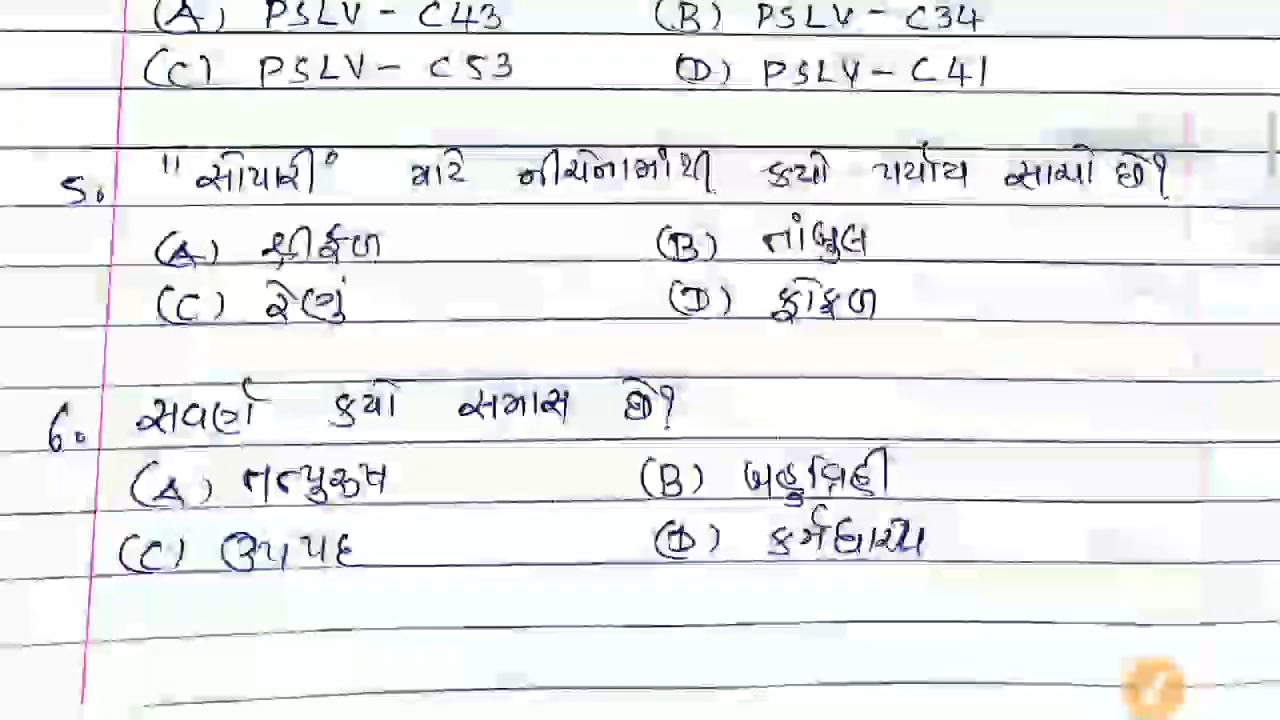 (A) PSLV - C43 (B) PSLV - C34
(C) PSLV - C53 (D) PSLV - C41
5. "સોપારી" માટે નીચેનામાંથી કયો પર્યાય સાચો છે?
(A) શ્રીફળ (B) તાંબુલ
(C) રેણું (D) ફોફળ
6. સવર્ણ કયો સમાસ છે?
(A) તત્પુરુષ (B) બહુવ્રિહી
(C) ઉપપદ (D) કર્મધારય